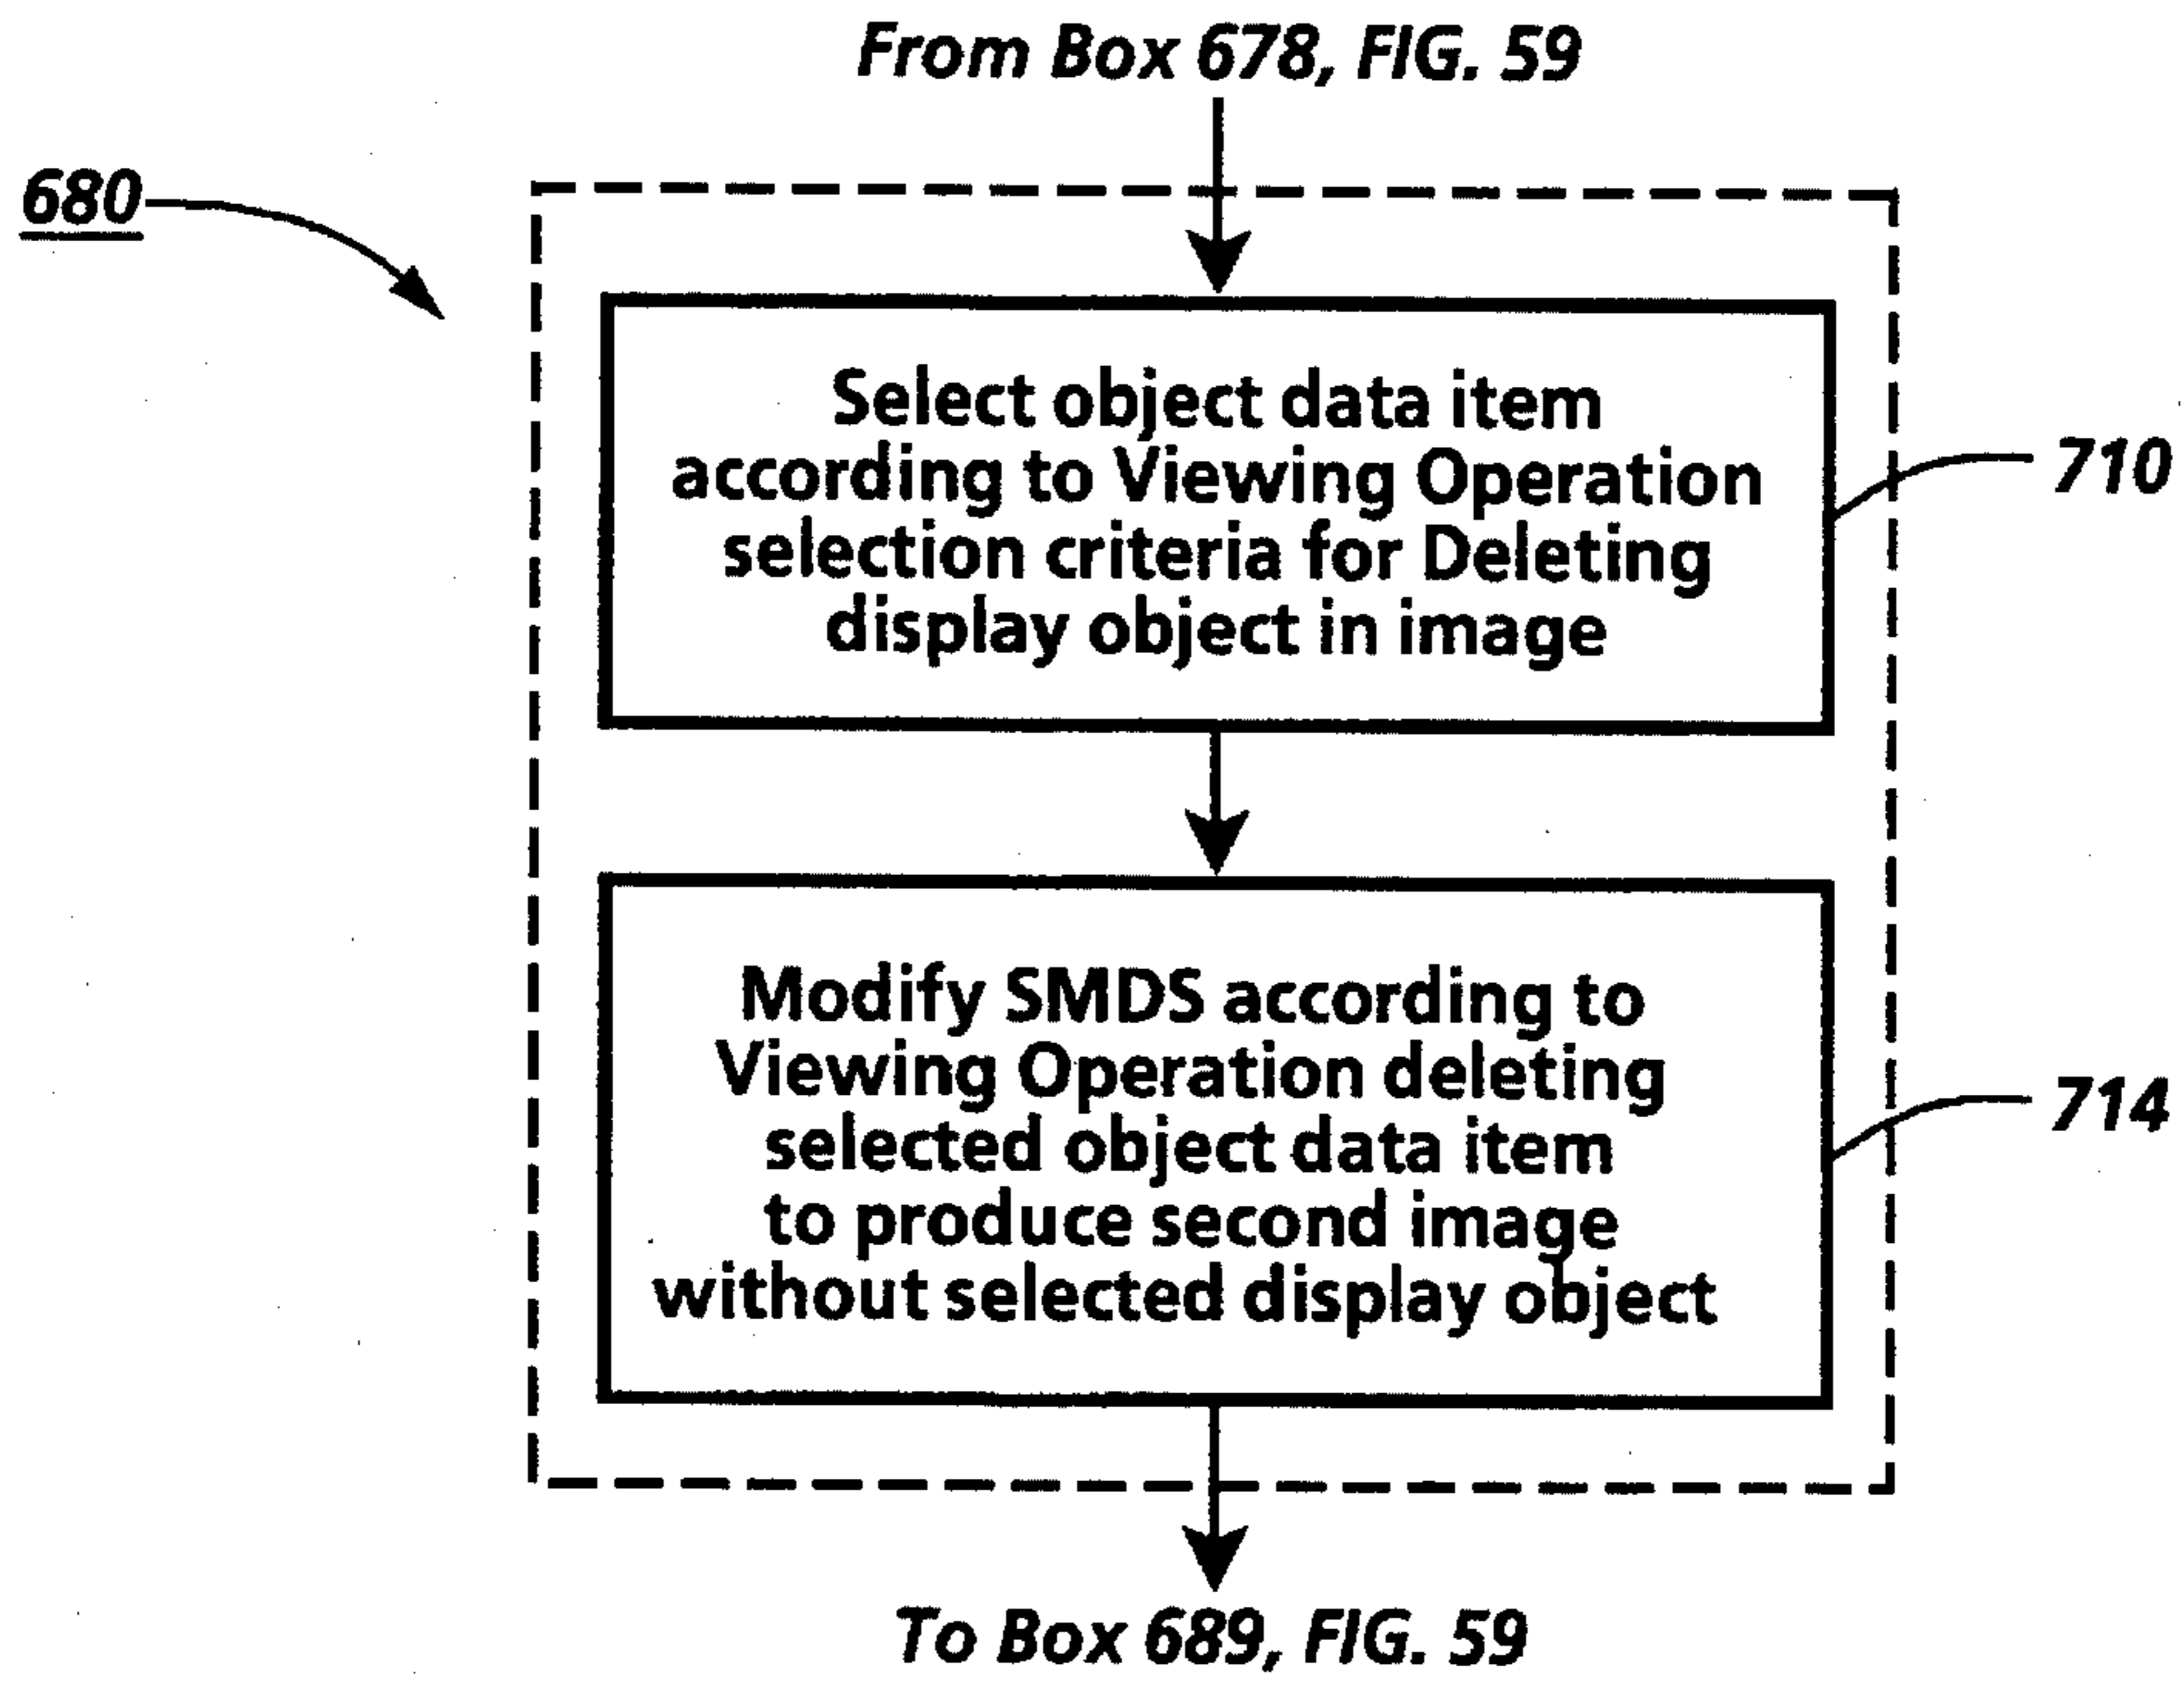 From Box 678, FIG. 59
680
Select object data item
according to Viewing Operation
selection criteria for Deleting
display object in image
710
Modify SMDS according to
Viewing Operation deleting
selected object data item
to produce second image
without selected display object
714
To Box 689, FIG. 59